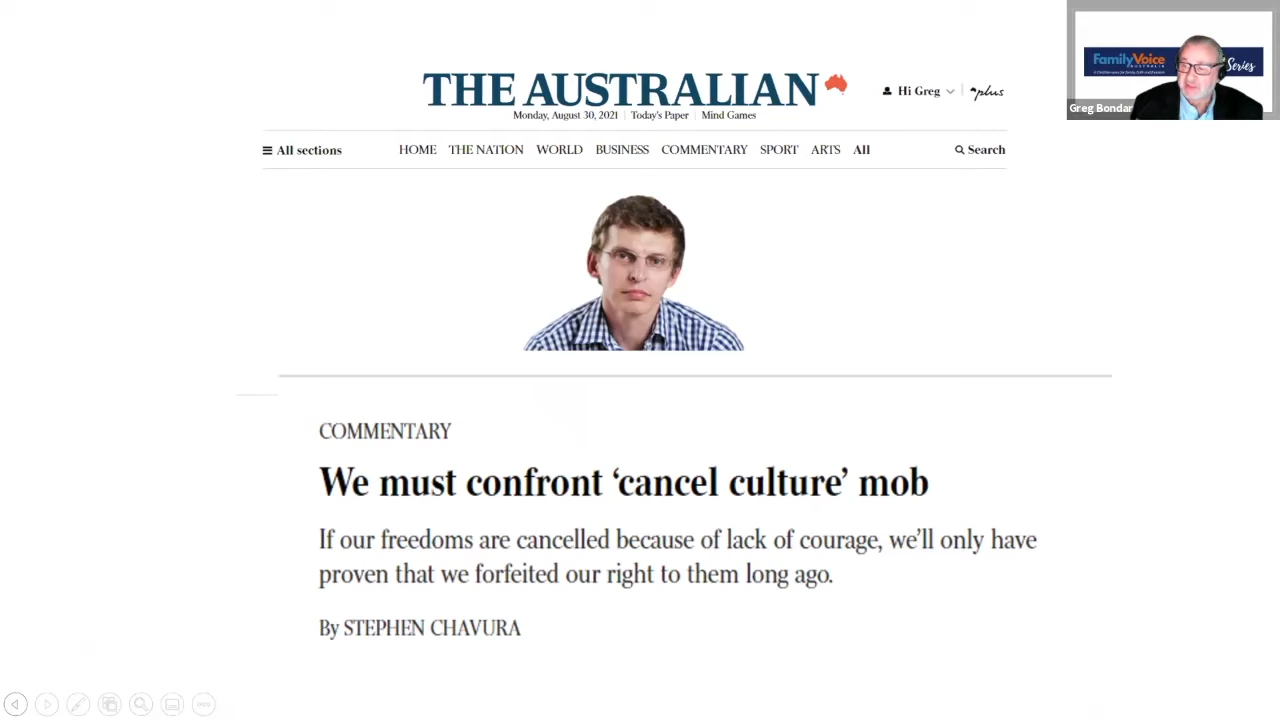 THE AUSTRALIAN
Monday, August 30, 2021 | Today's Paper | Mind Games
Hi Greg
plus
FamilyVoice
AUSTRALIA
Series
Greg Bondar
All sections
HOME THE NATION WORLD BUSINESS COMMENTARY SPORT ARTS All
Search
COMMENTARY
We must confront ‘cancel culture’ mob
If our freedoms are cancelled because of lack of courage, we’ll only have
proven that we forfeited our right to them long ago.
By STEPHEN CHAVURA